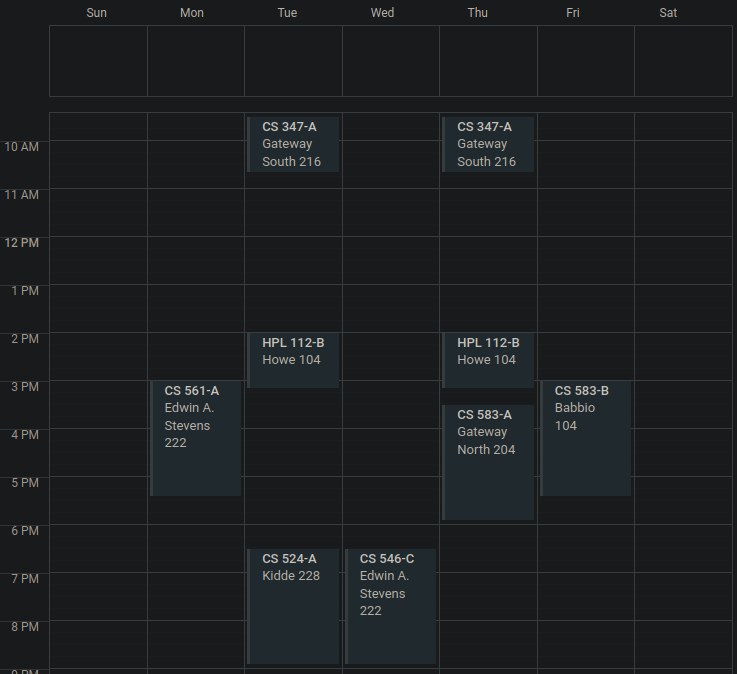 Sun Mon Tue Wed Thu Fri Sat
CS 347-A
Gateway
South 216
CS 347-A
Gateway
South 216
10 AM
11 AM
12 PM
1 PM
2 PM
HPL 112-B
Howe 104
HPL 112-B
Howe 104
3 PM
CS 561-A
Edwin A.
Stevens
222
CS 583-A
Gateway
North 204
CS 583-B
Babbio
104
4 PM
5 PM
6 PM
CS 524-A
Kidde 228
CS 546-C
Edwin A.
Stevens
222
7 PM
8 PM
9 PM